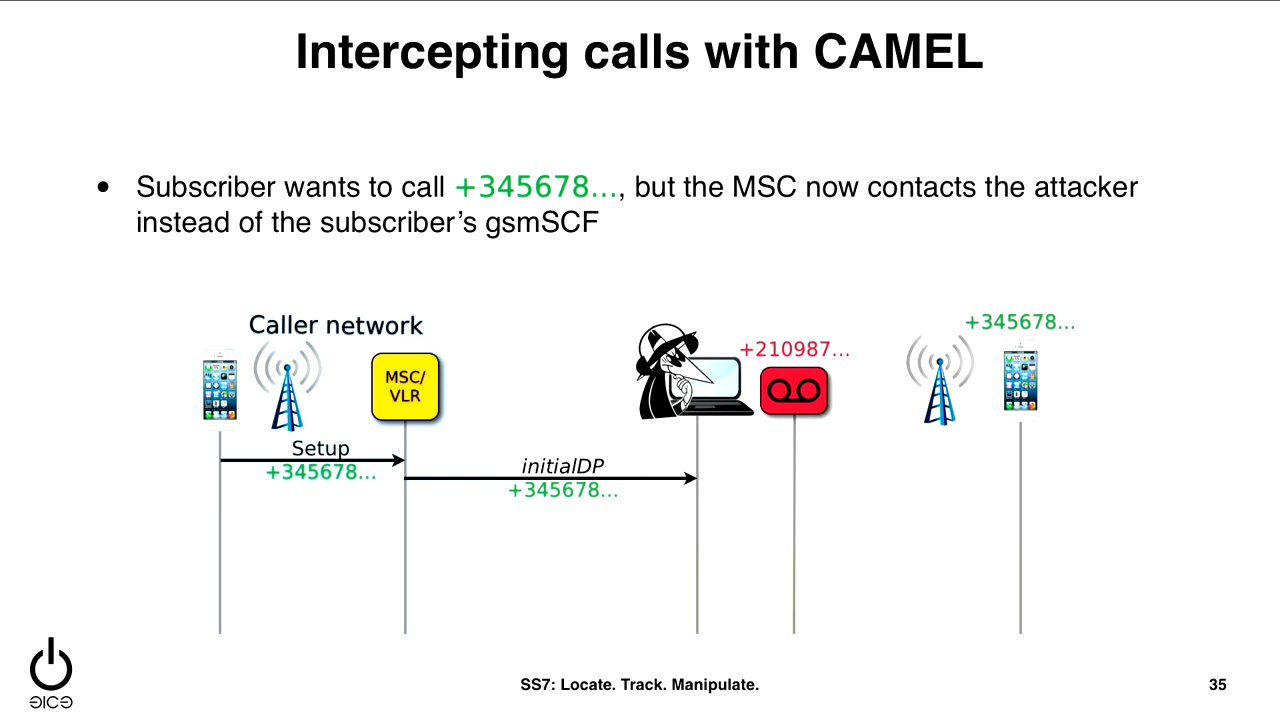 Intercepting calls with CAMEL
• Subscriber wants to call +345678..., but the MSC now contacts the attacker
instead of the subscriber’s gsmSCF
Caller network
+345678...
+210987...
MSC/
VLR
Setup
+345678...
initialDP
+345678...
SS7: Locate. Track. Manipulate.
35